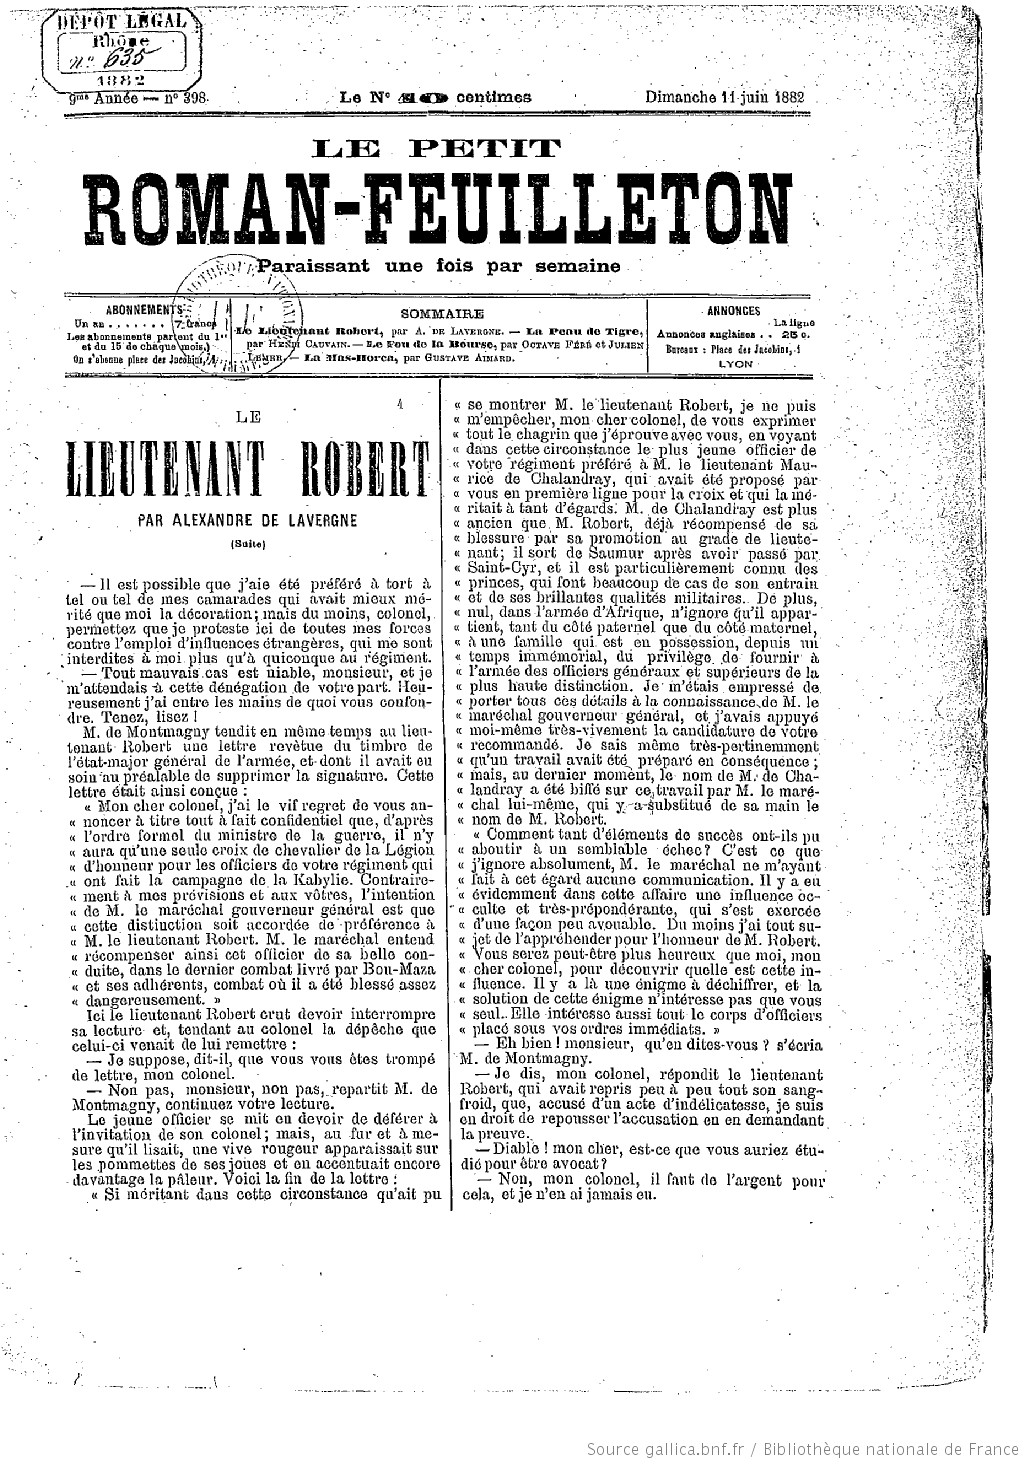 DÉPÔT LÉGAL
Rhône
n° 635
1882
9me Année — n° 398.
Le N° 10 centimes
Dimanche 11 juin 1882
LE PETIT
ROMAN-FEUILLETON
Paraissant une fois par semaine
ABONNEMENTS
Un an . . . . . . . 7 francs
Les abonnements partent du 1er
et du 15 de chaque mois.
On s'abonne place des Jacobins, 1
SOMMAIRE
Le Lieutenant Robert, par A. DE LAVERGNE. — La Peau de Tigre,
par HENRI CAUVAIN. — Le Fou de la Bourse, par OCTAVE FÉRÉ et JULIEN
LEMER. — La Mas-Horca, par GUSTAVE AIMARD.
ANNONCES
La ligne
Annonces anglaises . . 25 c.
Bureaux : Place des Jacobins, 1
LYON
LE
LIEUTENANT ROBERT
PAR ALEXANDRE DE LAVERGNE
(Suite)
— Il est possible que j'aie été préféré à tort à
tel ou tel de mes camarades qui avait mieux mé-
rité que moi la décoration; mais du moins, colonel,
permettez que je proteste ici de toutes mes forces
contre l'emploi d'influences étrangères, qui me sont
interdites à moi plus qu'à quiconque au régiment.
— Tout mauvais cas est niable, monsieur, et je
m'attendais à cette dénégation de votre part. Heu-
reusement j'ai entre les mains de quoi vous confon-
dre. Tenez, lisez !
M. de Montmagny tendit en même temps au lieu-
tenant Robert une lettre revêtue du timbre de
l'état-major général de l'armée, et dont il avait eu
soin au préalable de supprimer la signature. Cette
lettre était ainsi conçue :
« Mon cher colonel, j'ai le vif regret de vous an-
« noncer à titre tout à fait confidentiel que, d'après
« l'ordre formel du ministre de la guerre, il n'y
« aura qu'une seule croix de chevalier de la Légion
« d'honneur pour les officiers de votre régiment qui
« ont fait la campagne de la Kabylie. Contraire-
« ment à mes prévisions et aux vôtres, l'intention
« de M. le maréchal gouverneur général est que
« cette distinction soit accordée de préférence à
« M. le lieutenant Robert. M. le maréchal entend
« récompenser ainsi cet officier de sa belle con-
« duite, dans le dernier combat livré par Bou-Maza
« et ses adhérents, combat où il a été blessé assez
« dangereusement. »
Ici le lieutenant Robert crut devoir interrompre
sa lecture et, tendant au colonel la dépêche que
celui-ci venait de lui remettre :
— Je suppose, dit-il, que vous vous êtes trompé
de lettre, mon colonel.
— Non pas, monsieur, non pas, repartit M. de
Montmagny, continuez votre lecture.
Le jeune officier se mit en devoir de déférer à
l'invitation de son colonel; mais, au fur et à me-
sure qu'il lisait, une vive rougeur apparaissait sur
les pommettes de ses joues et en accentuait encore
davantage la pâleur. Voici la fin de la lettre :
« Si méritant dans cette circonstance qu'ait pu
« se montrer M. le lieutenant Robert, je ne puis
« m'empêcher, mon cher colonel, de vous exprimer
« tout le chagrin que j'éprouve avec vous, en voyant
« dans cette circonstance le plus jeune officier de
« votre régiment préféré à M. le lieutenant Mau-
« rice de Chalandray, qui avait été proposé par
« vous en première ligne pour la croix et qui la mé-
« ritait à tant d'égards. M. de Chalandray est plus
« ancien que M. Robert, déjà récompensé de sa
« blessure par sa promotion au grade de lieute-
« nant; il sort de Saumur après avoir passé par
« Saint-Cyr, et il est particulièrement connu des
« princes, qui font beaucoup de cas de son entrain
« et de ses brillantes qualités militaires. De plus,
« nul, dans l'armée d'Afrique, n'ignore qu'il appar-
« tient, tant du côté paternel que du côté maternel,
« à une famille qui est en possession, depuis un
« temps immémorial, du privilège de fournir à
« l'armée des officiers généraux et supérieurs de la
« plus haute distinction. Je m'étais empressé de
« porter tous ces détails à la connaissance de M. le
« maréchal gouverneur général, et j'avais appuyé
« moi-même très-vivement la candidature de votre
« recommandé. Je sais même très-pertinemment
« qu'un travail avait été préparé en conséquence ;
« mais, au dernier moment, le nom de M. de Cha-
« landray a été biffé sur ce travail par M. le maré-
« chal lui-même, qui y a substitué de sa main le
« nom de M. Robert.
« Comment tant d'éléments de succès ont-ils pu
« aboutir à un semblable échec? C'est ce que
« j'ignore absolument, M. le maréchal ne m'ayant
« fait à cet égard aucune communication. Il y a eu
« évidemment dans cette affaire une influence oc-
« culte et très-prépondérante, qui s'est exercée
« d'une façon peu avouable. Du moins j'ai tout su-
« jet de l'appréhender pour l'honneur de M. Robert.
« Vous serez peut-être plus heureux que moi, mon
« cher colonel, pour découvrir quelle est cette in-
« fluence. Il y a là une énigme à déchiffrer, et la
« solution de cette énigme n'intéresse pas que vous
« seul. Elle intéresse aussi tout le corps d'officiers
« placé sous vos ordres immédiats. »
— Eh bien ! monsieur, qu'en dites-vous ? s'écria
M. de Montmagny.
— Je dis, mon colonel, répondit le lieutenant
Robert, qui avait repris peu à peu tout son sang-
froid, que, accusé d'un acte d'indélicatesse, je suis
en droit de repousser l'accusation en en demandant
la preuve.
— Diable ! mon cher, est-ce que vous auriez étu-
dié pour être avocat ?
— Non, mon colonel, il faut de l'argent pour
cela, et je n'en ai jamais eu.
Source gallica.bnf.fr / Bibliothèque nationale de France